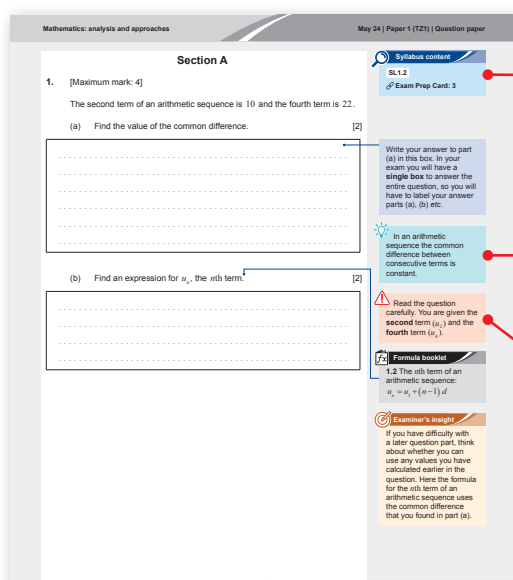 Mathematics: analysis and approaches
May 24 | Paper 1 (TZ1) | Question paper
Section A
1. [Maximum mark: 4]
The second term of an arithmetic sequence is 10 and the fourth term is 22.
(a) Find the value of the common difference. [2]
(b) Find an expression for uₙ, the nth term. [2]
Syllabus content
SL1.2
Exam Prep Card: 3
Write your answer to part
(a) in this box. In your
exam you will have a
single box to answer the
entire question, so you will
have to label your answer
parts (a), (b) etc.
In an arithmetic
sequence the common
difference between
consecutive terms is
constant.
Read the question
carefully. You are given the
second term (u₂) and the
fourth term (u₄).
fx Formula booklet
1.2 The nth term of an
arithmetic sequence:
uₙ = u₁ + (n−1) d
Examiner's insight
If you have difficulty with
a later question part, think
about whether you can
use any values you have
calculated earlier in the
question. Here the formula
for the nth term of an
arithmetic sequence uses
the common difference
that you found in part (a).